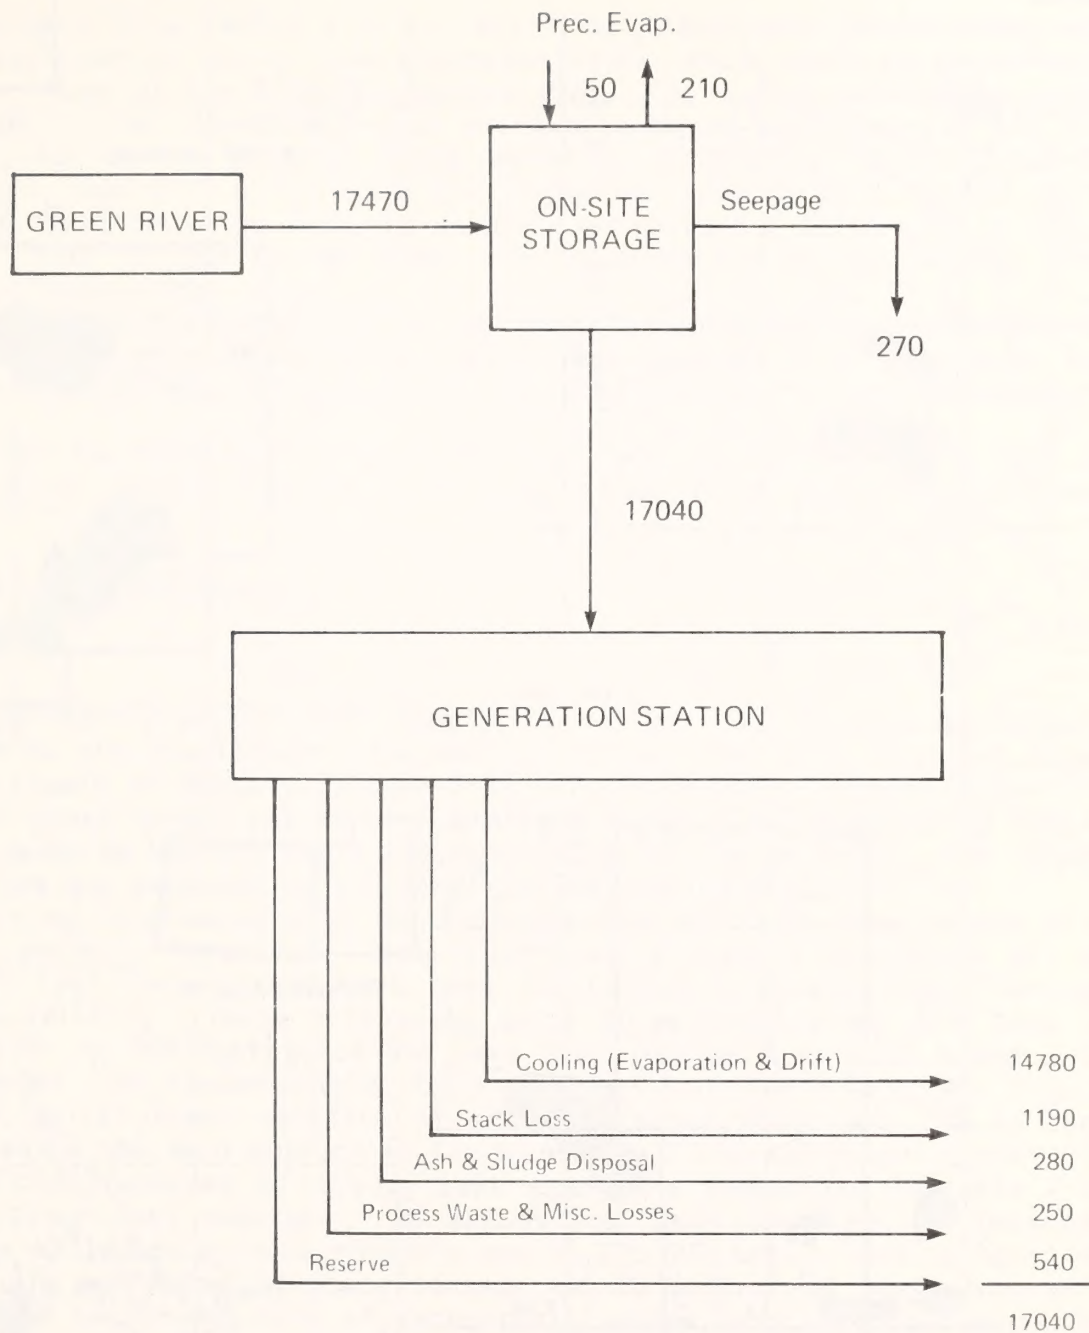 Prec. Evap.
50 210
GREEN RIVER
17470
ON-SITE
STORAGE
Seepage
270
17040
GENERATION STATION
Cooling (Evaporation & Drift) 14780
Stack Loss 1190
Ash & Sludge Disposal 280
Process Waste & Misc. Losses 250
Reserve 540
17040